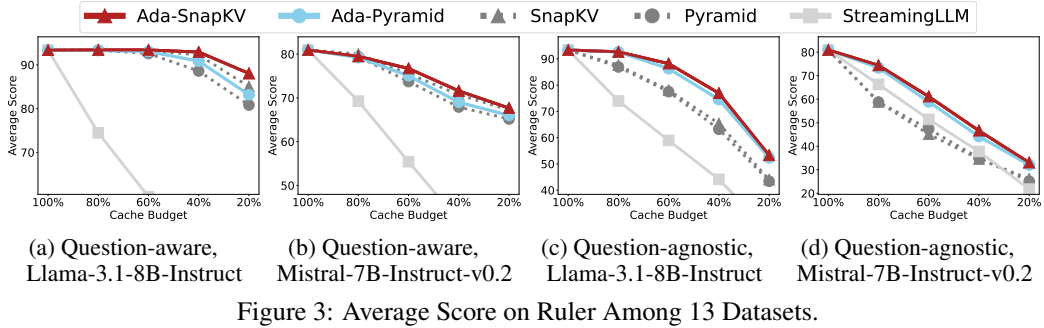 Ada-SnapKV Ada-Pyramid SnapKV Pyramid StreamingLLM
Average Score
90
80
70
100% 80% 60% 40% 20%
Cache Budget
(a) Question-aware,
Llama-3.1-8B-Instruct
Average Score
80
70
60
50
100% 80% 60% 40% 20%
Cache Budget
(b) Question-aware,
Mistral-7B-Instruct-v0.2
Average Score
90
80
70
60
50
40
100% 80% 60% 40% 20%
Cache Budget
(c) Question-agnostic,
Llama-3.1-8B-Instruct
Average Score
80
70
60
50
40
30
20
100% 80% 60% 40% 20%
Cache Budget
(d) Question-agnostic,
Mistral-7B-Instruct-v0.2
Figure 3: Average Score on Ruler Among 13 Datasets.